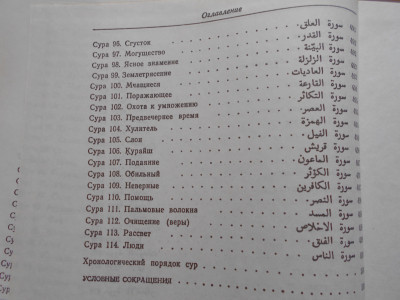 Оглавление
Сура 96. Сгусток سورة العلق
Сура 97. Могущество سورة القدر
Сура 98. Ясное знамение سورة البيّنة
Сура 99. Землетрясение سورة الزلزلة
Сура 100. Мчащиеся سورة العاديات
Сура 101. Поражающее سورة القارعة
Сура 102. Охота к умножению سورة التكاثر
Сура 103. Предвечернее время سورة العصر
Сура 104. Хулитель سورة الهمزة
Сура 105. Слон سورة الفيل
Сура 106. Курайш سورة قريش
Сура 107. Подаяние سورة الماعون
Сура 108. Обильный سورة الكوثر
Сура 109. Неверные سورة الكافرين
Сура 110. Помощь سورة النصر
Сура 111. Пальмовые волокна سورة المسد
Сура 112. Очищение (веры) سورة الاخلاص
Сура 113. Рассвет سورة الفلق
Сура 114. Люди سورة الناس
Хронологический порядок сур
УСЛОВНЫЕ СОКРАЩЕНИЯ